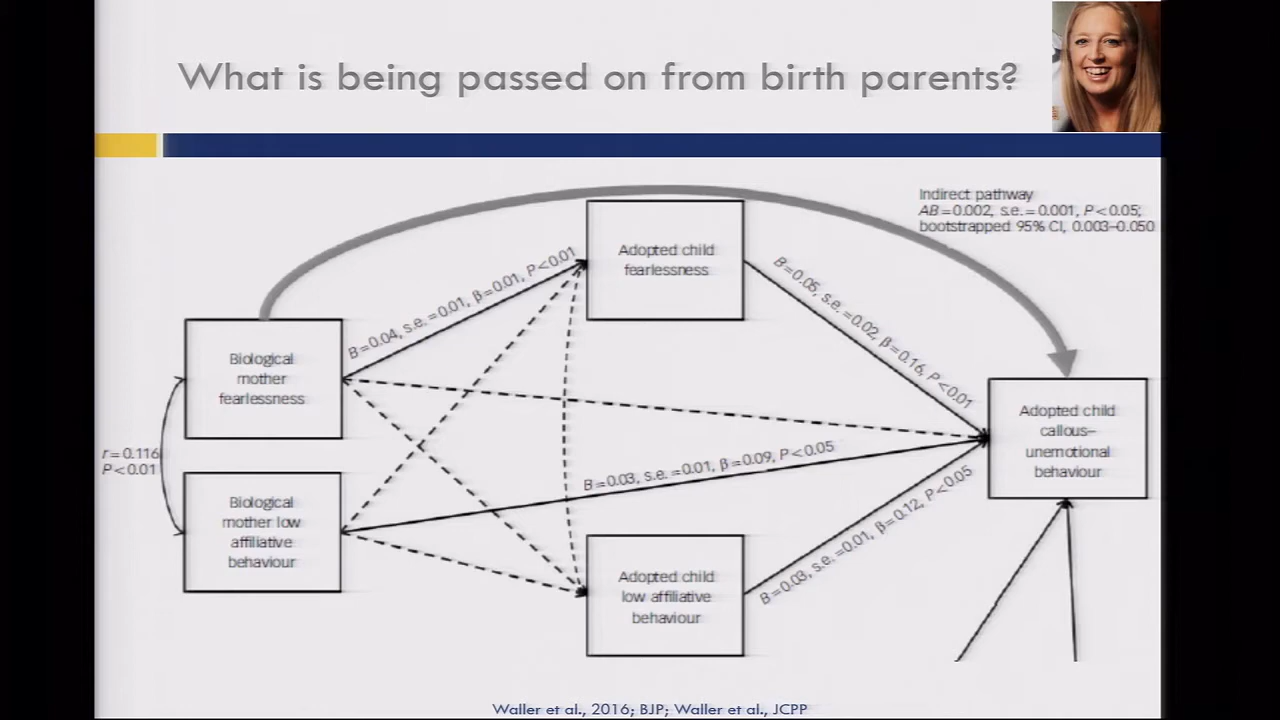 What is being passed on from birth parents?
Indirect pathway
AB=0.002, s.e.=0.001, P<0.05;
bootstrapped 95% CI, 0.003–0.050
Adopted child
fearlessness
B=0.04, s.e.=0.01, β=0.01, P<0.01
B=0.05, s.e.=0.02, β=0.16, P<0.01
Biological
mother
fearlessness
Adopted child
callous–
unemotional
behaviour
r=0.116
P<0.01
B=0.03, s.e.=0.01, β=0.09, P<0.05
Biological
mother low
affiliative
behaviour
B=0.03, s.e.=0.01, β=0.12, P<0.05
Adopted child
low affiliative
behaviour
Waller et al., 2016; BJP; Waller et al., JCPP